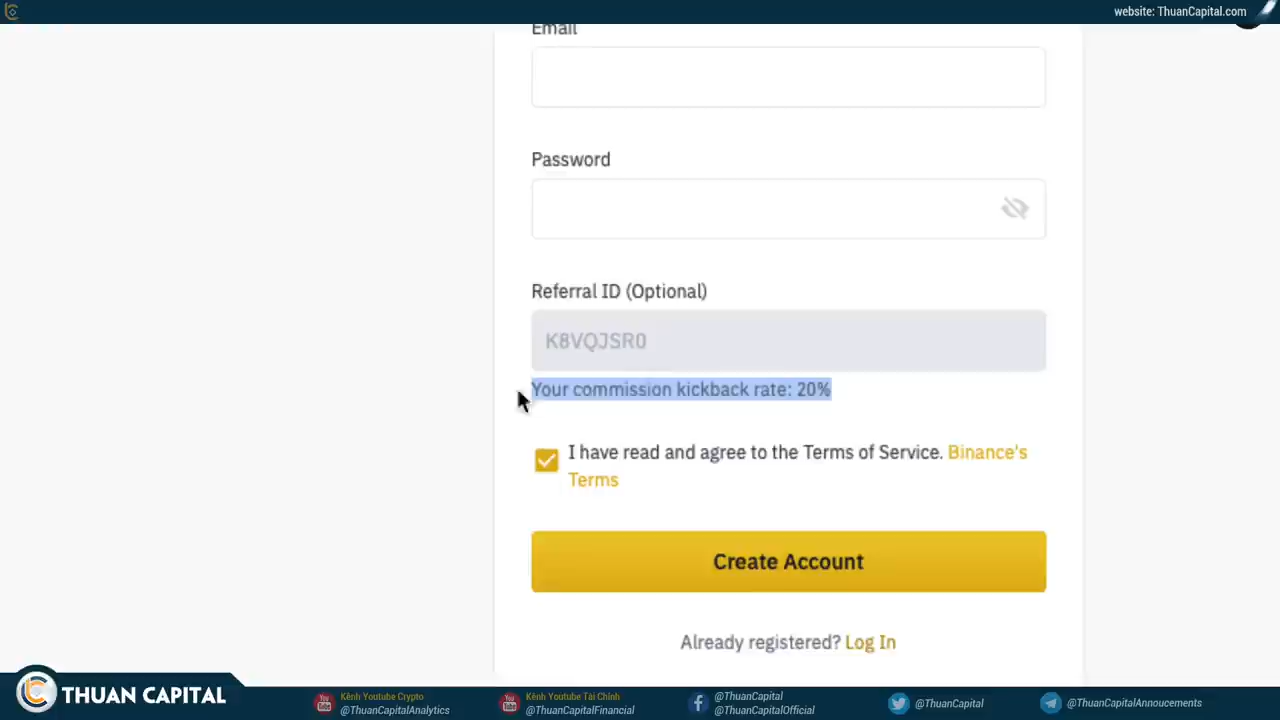 website: ThuanCapital.com
Email
Password
Referral ID (Optional)
K8VQJSR0
Your commission kickback rate: 20%
I have read and agree to the Terms of Service. Binance's
Terms
Create Account
Already registered? Log In
THUAN CAPITAL
Kênh Youtube Crypto
@ThuanCapitalAnalytics
Kênh Youtube Tài Chính
@ThuanCapitalFinancial
@ThuanCapital
@ThuanCapitalOfficial
@ThuanCapital
@ThuanCapitalAnnoucements